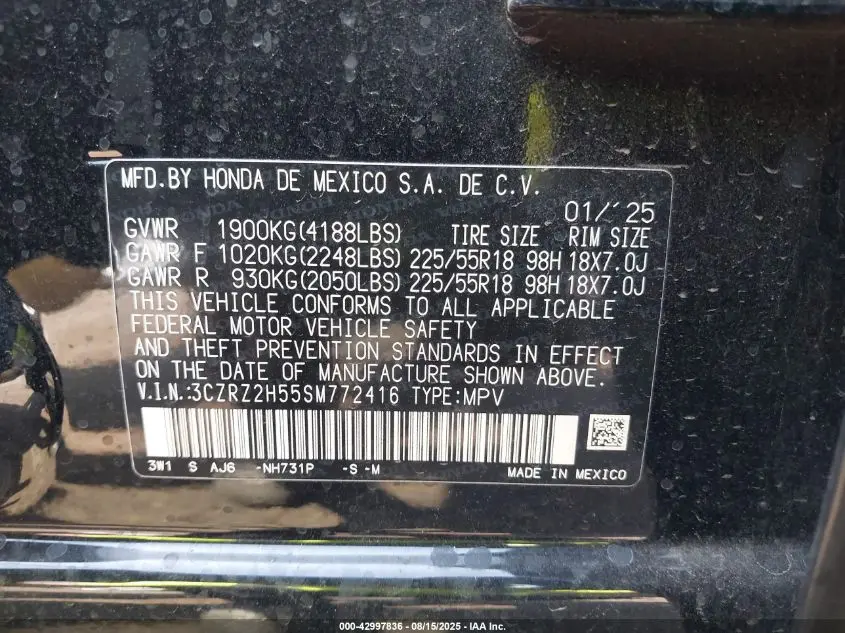 MFD.BY HONDA DE MEXICO S.A. DE C.V.
01/´25
GVWR 1900KG(4188LBS) TIRE SIZE RIM SIZE
GAWR F 1020KG(2248LBS) 225/55R18 98H 18X7.0J
GAWR R 930KG(2050LBS) 225/55R18 98H 18X7.0J
THIS VEHICLE CONFORMS TO ALL APPLICABLE
FEDERAL MOTOR VEHICLE SAFETY
AND THEFT PREVENTION STANDARDS IN EFFECT
ON THE DATE OF MANUFACTURE SHOWN ABOVE.
V.I.N.:3CZRZ2H55SM772416 TYPE:MPV
3W1 S AJ6 -NH731P -S -M MADE IN MEXICO
000-42997836 - 08/15/2025 - IAA Inc.